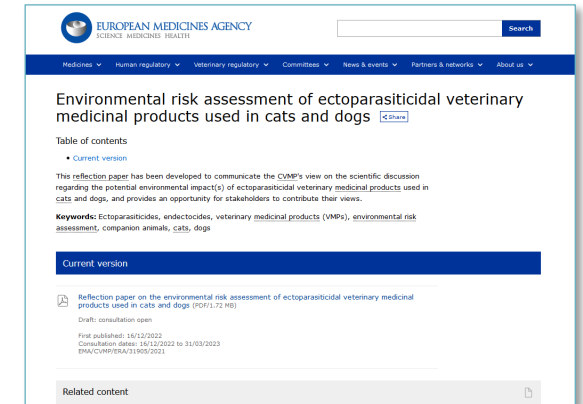 EUROPEAN MEDICINES AGENCY
SCIENCE MEDICINES HEALTH
Search
Medicines Human regulatory Veterinary regulatory Committees News & events Partners & networks About us
Environmental risk assessment of ectoparasiticidal veterinary
medicinal products used in cats and dogs Share
Table of contents
• Current version
This reflection paper has been developed to communicate the CVMP's view on the scientific discussion
regarding the potential environmental impact(s) of ectoparasiticidal veterinary medicinal products used in
cats and dogs, and provides an opportunity for stakeholders to contribute their views.
Keywords: Ectoparasiticides, endectocides, veterinary medicinal products (VMPs), environmental risk
assessment, companion animals, cats, dogs
Current version
Reflection paper on the environmental risk assessment of ectoparasiticidal veterinary medicinal
products used in cats and dogs (PDF/1.72 MB)
Draft: consultation open
First published: 16/12/2022
Consultation dates: 16/12/2022 to 31/03/2023
EMA/CVMP/ERA/31905/2021
Related content